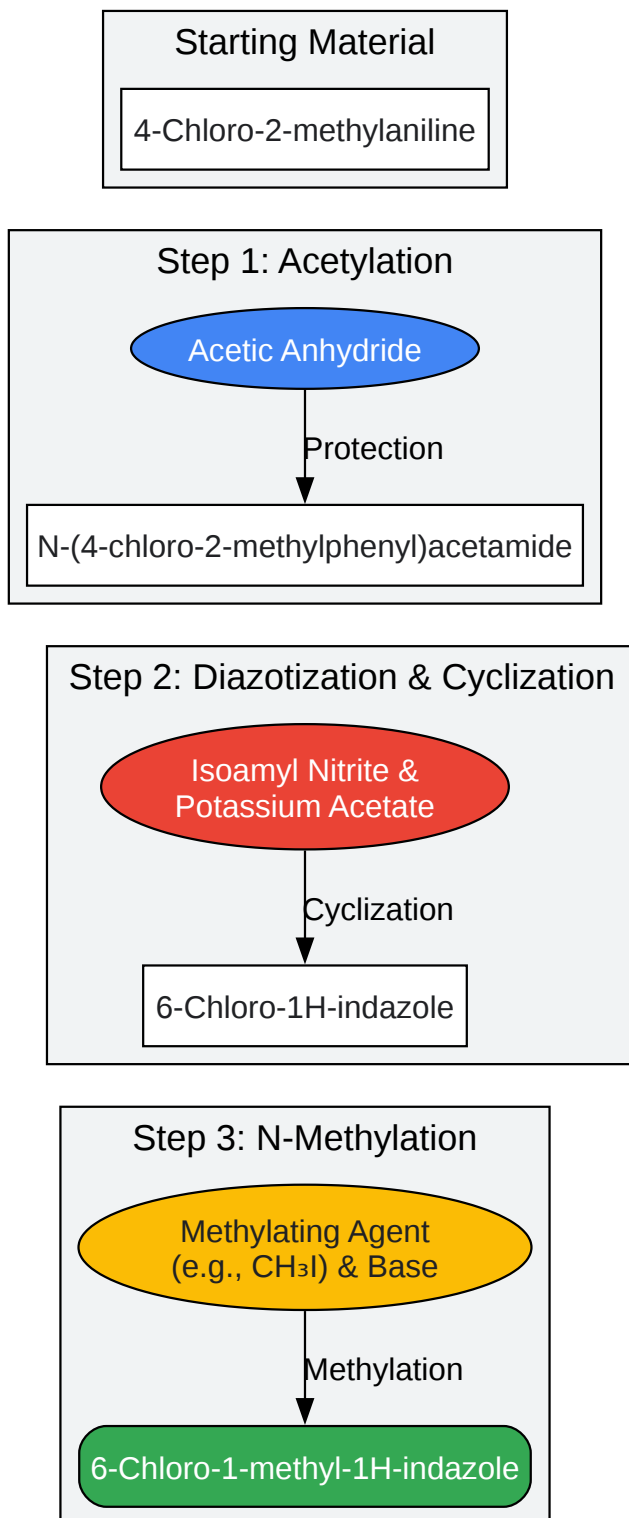 Starting Material
4-Chloro-2-methylaniline
Step 1: Acetylation
Acetic Anhydride
Protection
N-(4-chloro-2-methylphenyl)acetamide
Step 2: Diazotization & Cyclization
Isoamyl Nitrite &
Potassium Acetate
Cyclization
6-Chloro-1H-indazole
Step 3: N-Methylation
Methylating Agent
(e.g., CH₃I) & Base
Methylation
6-Chloro-1-methyl-1H-indazole